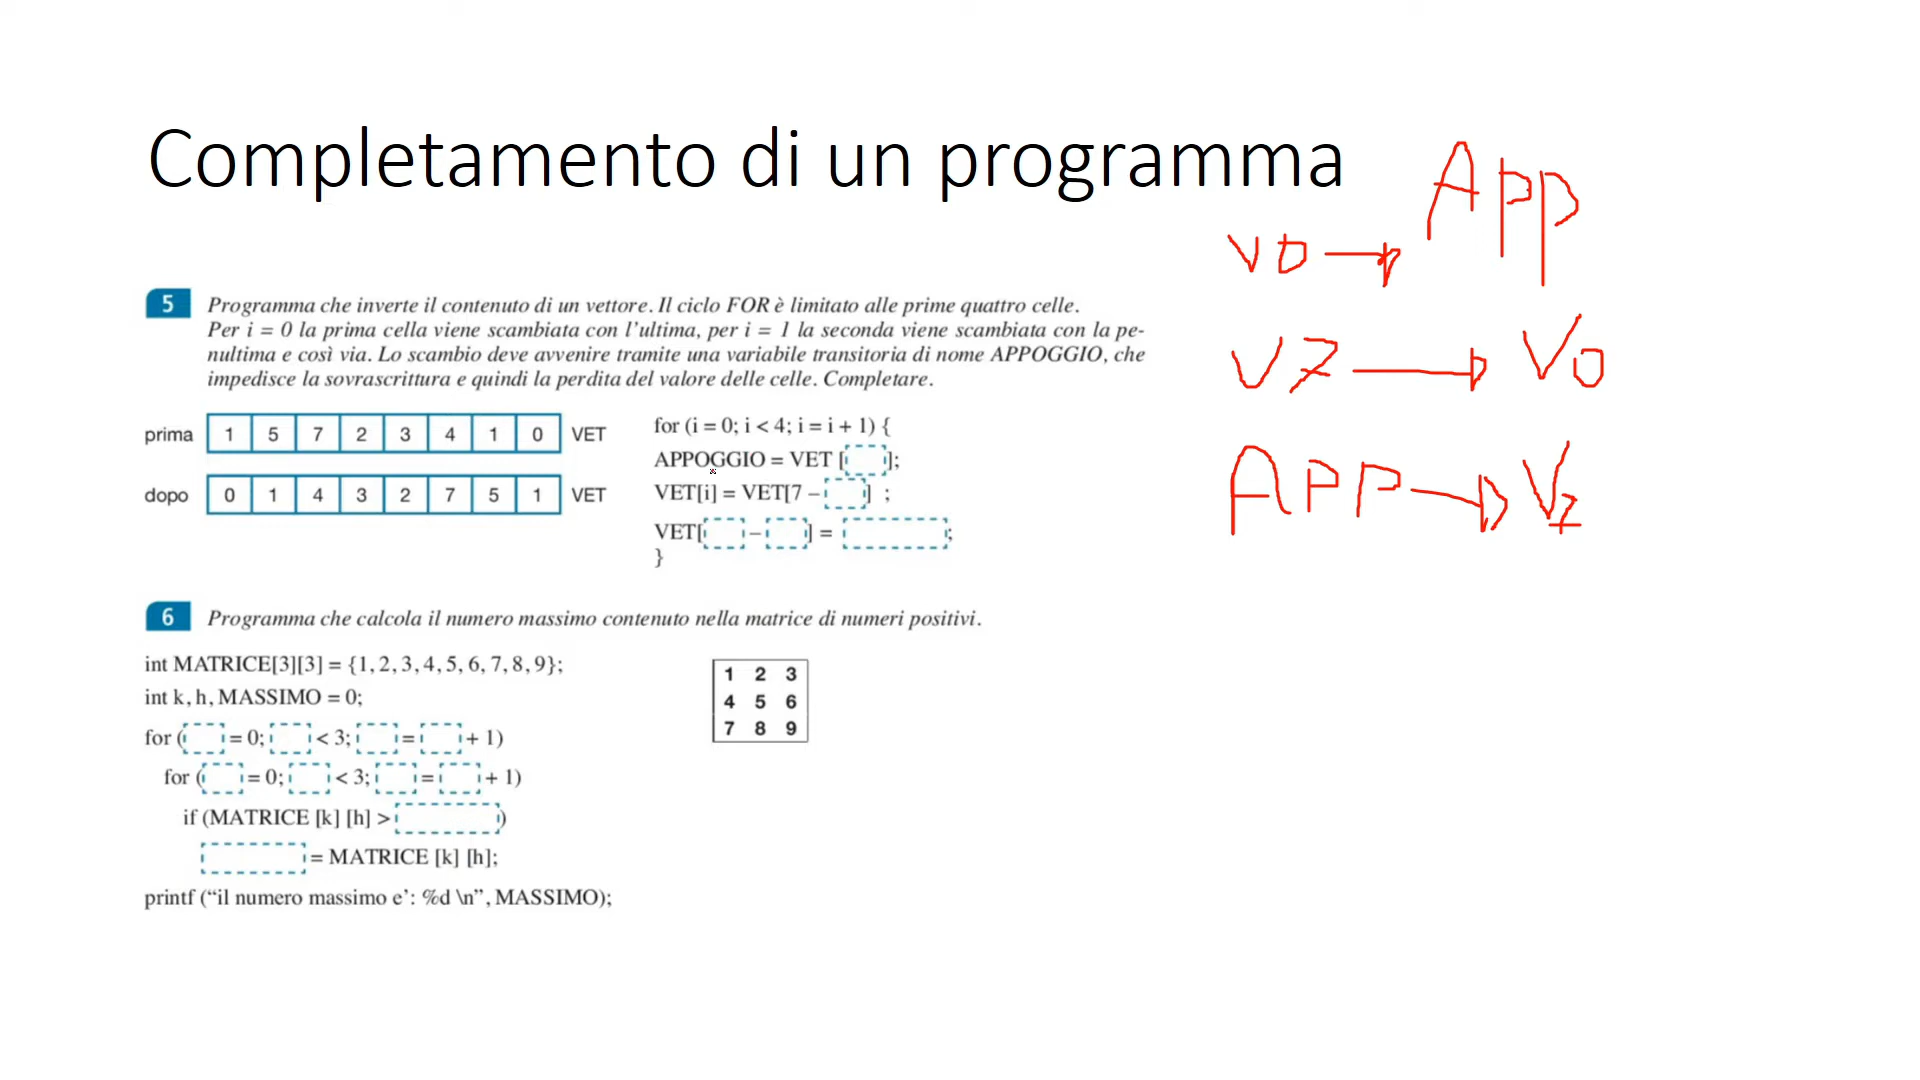 Completamento di un programma
APP
V0
V7 V0
APP V7
5 Programma che inverte il contenuto di un vettore. Il ciclo FOR è limitato alle prime quattro celle.
Per i = 0 la prima cella viene scambiata con l'ultima, per i = 1 la seconda viene scambiata con la pe-
nultima e così via. Lo scambio deve avvenire tramite una variabile transitoria di nome APPOGGIO, che
impedisce la sovrascrittura e quindi la perdita del valore delle celle. Completare.
prima 1 5 7 2 3 4 1 0 VET
dopo 0 1 4 3 2 7 5 1 VET
for (i = 0; i < 4; i = i + 1) {
APPOGGIO = VET [ ];
VET[i] = VET[7 – ] ;
VET[ – ] = ;
}
6 Programma che calcola il numero massimo contenuto nella matrice di numeri positivi.
int MATRICE[3][3] = {1, 2, 3, 4, 5, 6, 7, 8, 9};
int k, h, MASSIMO = 0;
for ( = 0; < 3; = + 1)
for ( = 0; < 3; = + 1)
if (MATRICE [k] [h] > )
= MATRICE [k] [h];
printf (“il numero massimo e’: %d \n”, MASSIMO);
1 2 3
4 5 6
7 8 9